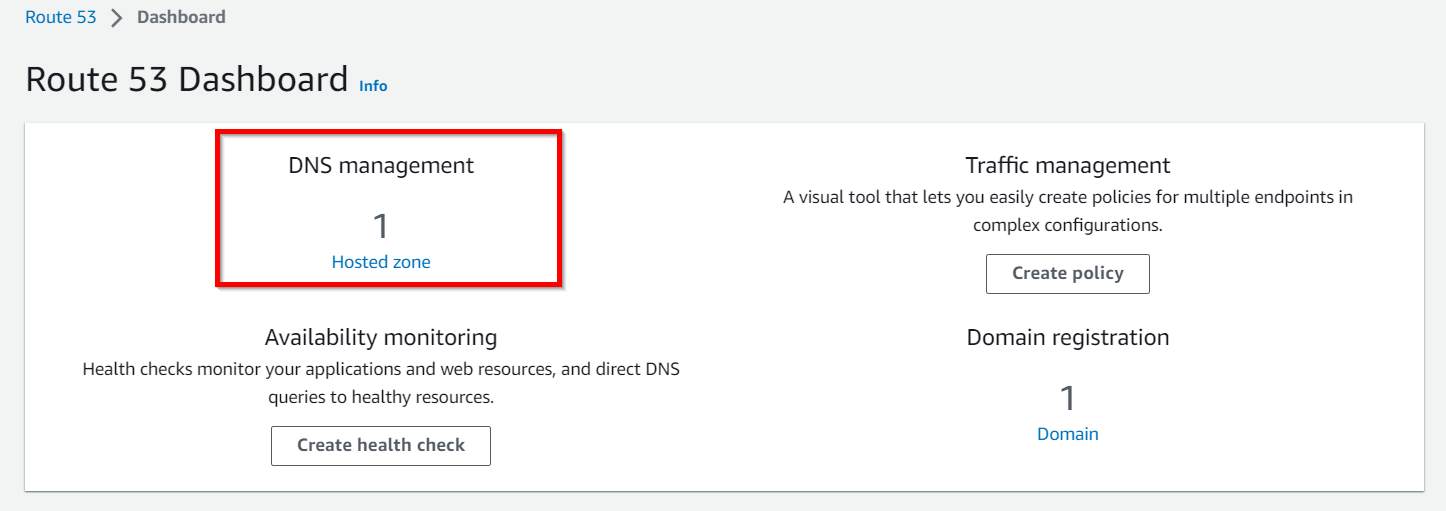 Route 53 > Dashboard
Route 53 Dashboard Info
DNS management
1
Hosted zone
Traffic management
A visual tool that lets you easily create policies for multiple endpoints in
complex configurations.
Create policy
Availability monitoring
Health checks monitor your applications and web resources, and direct DNS
queries to healthy resources.
Create health check
Domain registration
1
Domain